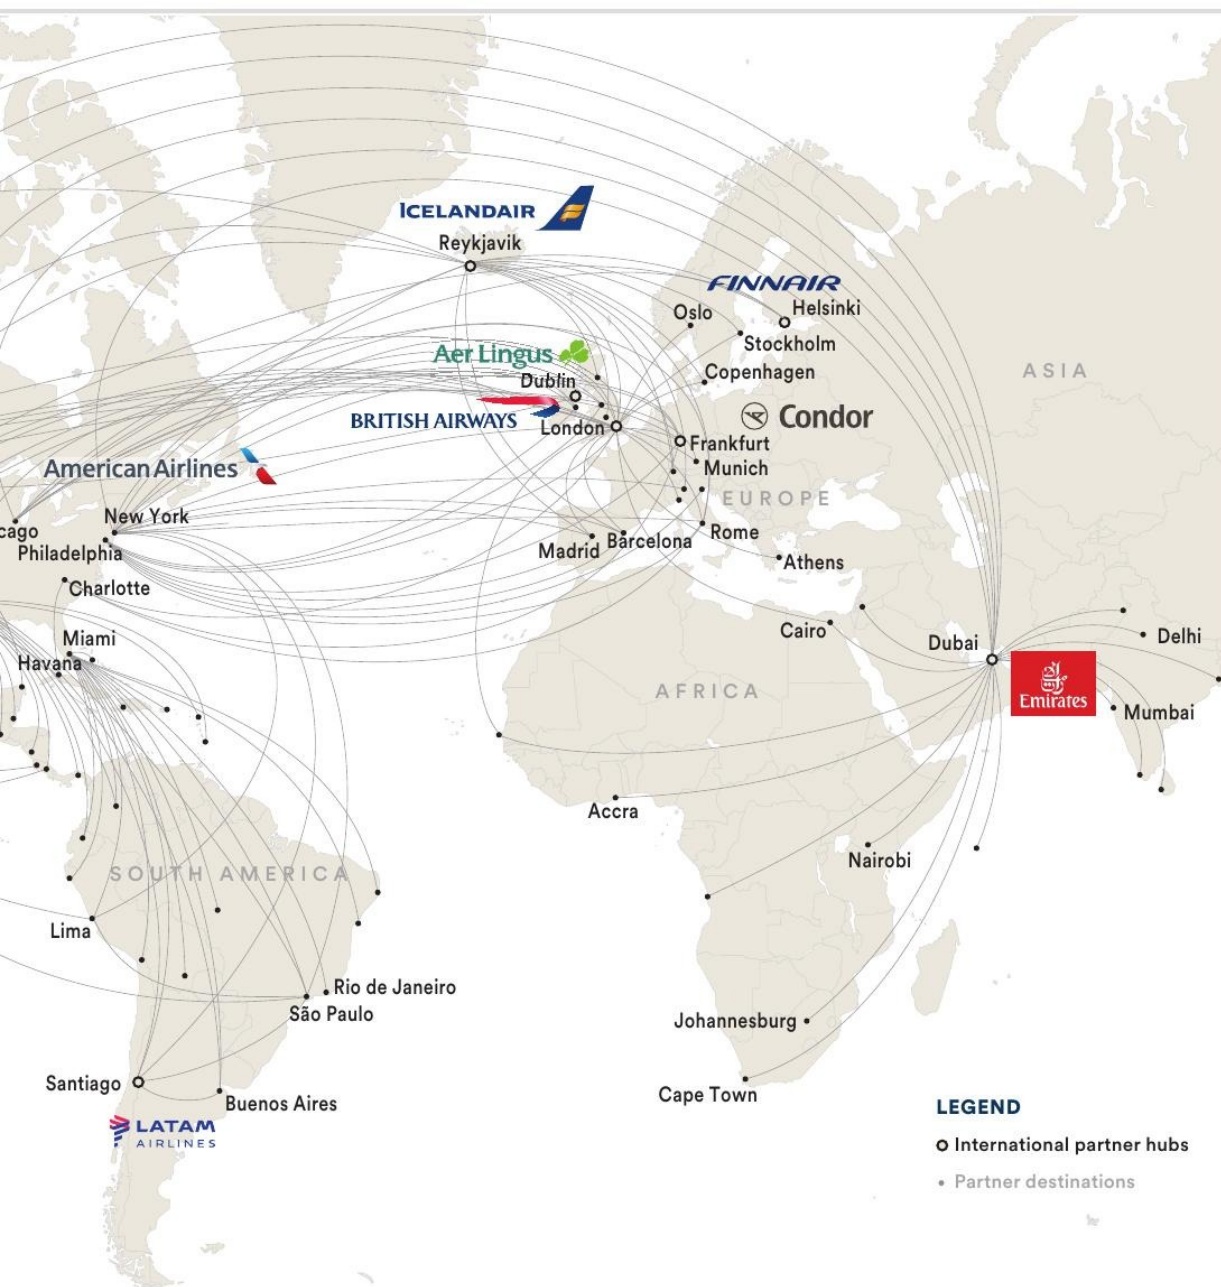 ICELANDAIR
Reykjavik
FINNAIR
Helsinki
Oslo
Stockholm
Copenhagen
ASIA
Aer Lingus
Dublin
BRITISH AIRWAYS
London
Condor
Frankfurt
Munich
American Airlines
EUROPE
New York
cago
Philadelphia
Rome
Madrid
Barcelona
Athens
Charlotte
Cairo
Miami
Havana
Dubai
Delhi
AFRICA
Emirates
Mumbai
Accra
Nairobi
SOUTH AMERICA
Lima
Rio de Janeiro
São Paulo
Johannesburg
Santiago
Cape Town
Buenos Aires
LATAM
AIRLINES
LEGEND
International partner hubs
Partner destinations